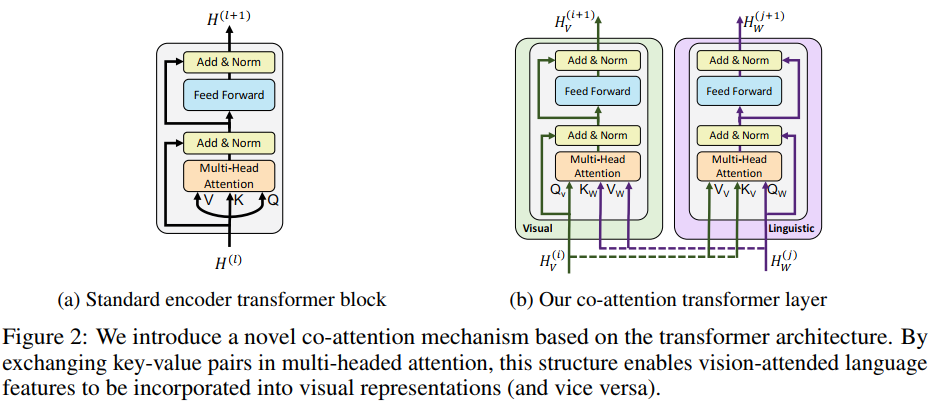 H^(l+1)
Add & Norm
Feed Forward
Add & Norm
Multi-Head
Attention
V K Q
H^(l)
(a) Standard encoder transformer block
H_V^(i+1)
Add & Norm
Feed Forward
Add & Norm
Multi-Head
Attention
Q_v K_W V_W
Visual
H_V^(i)
H_W^(j+1)
Add & Norm
Feed Forward
Add & Norm
Multi-Head
Attention
V_V K_V Q_W
Linguistic
H_W^(j)
(b) Our co-attention transformer layer
Figure 2: We introduce a novel co-attention mechanism based on the transformer architecture. By
exchanging key-value pairs in multi-headed attention, this structure enables vision-attended language
features to be incorporated into visual representations (and vice versa).